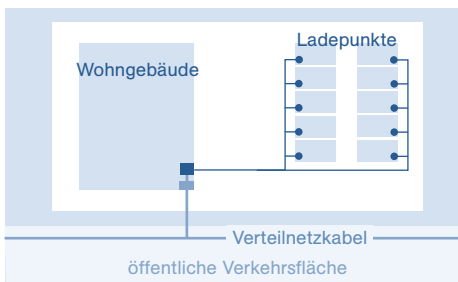 Ladepunkte
Wohngebäude
Verteilnetzkabel
öffentliche Verkehrsfläche